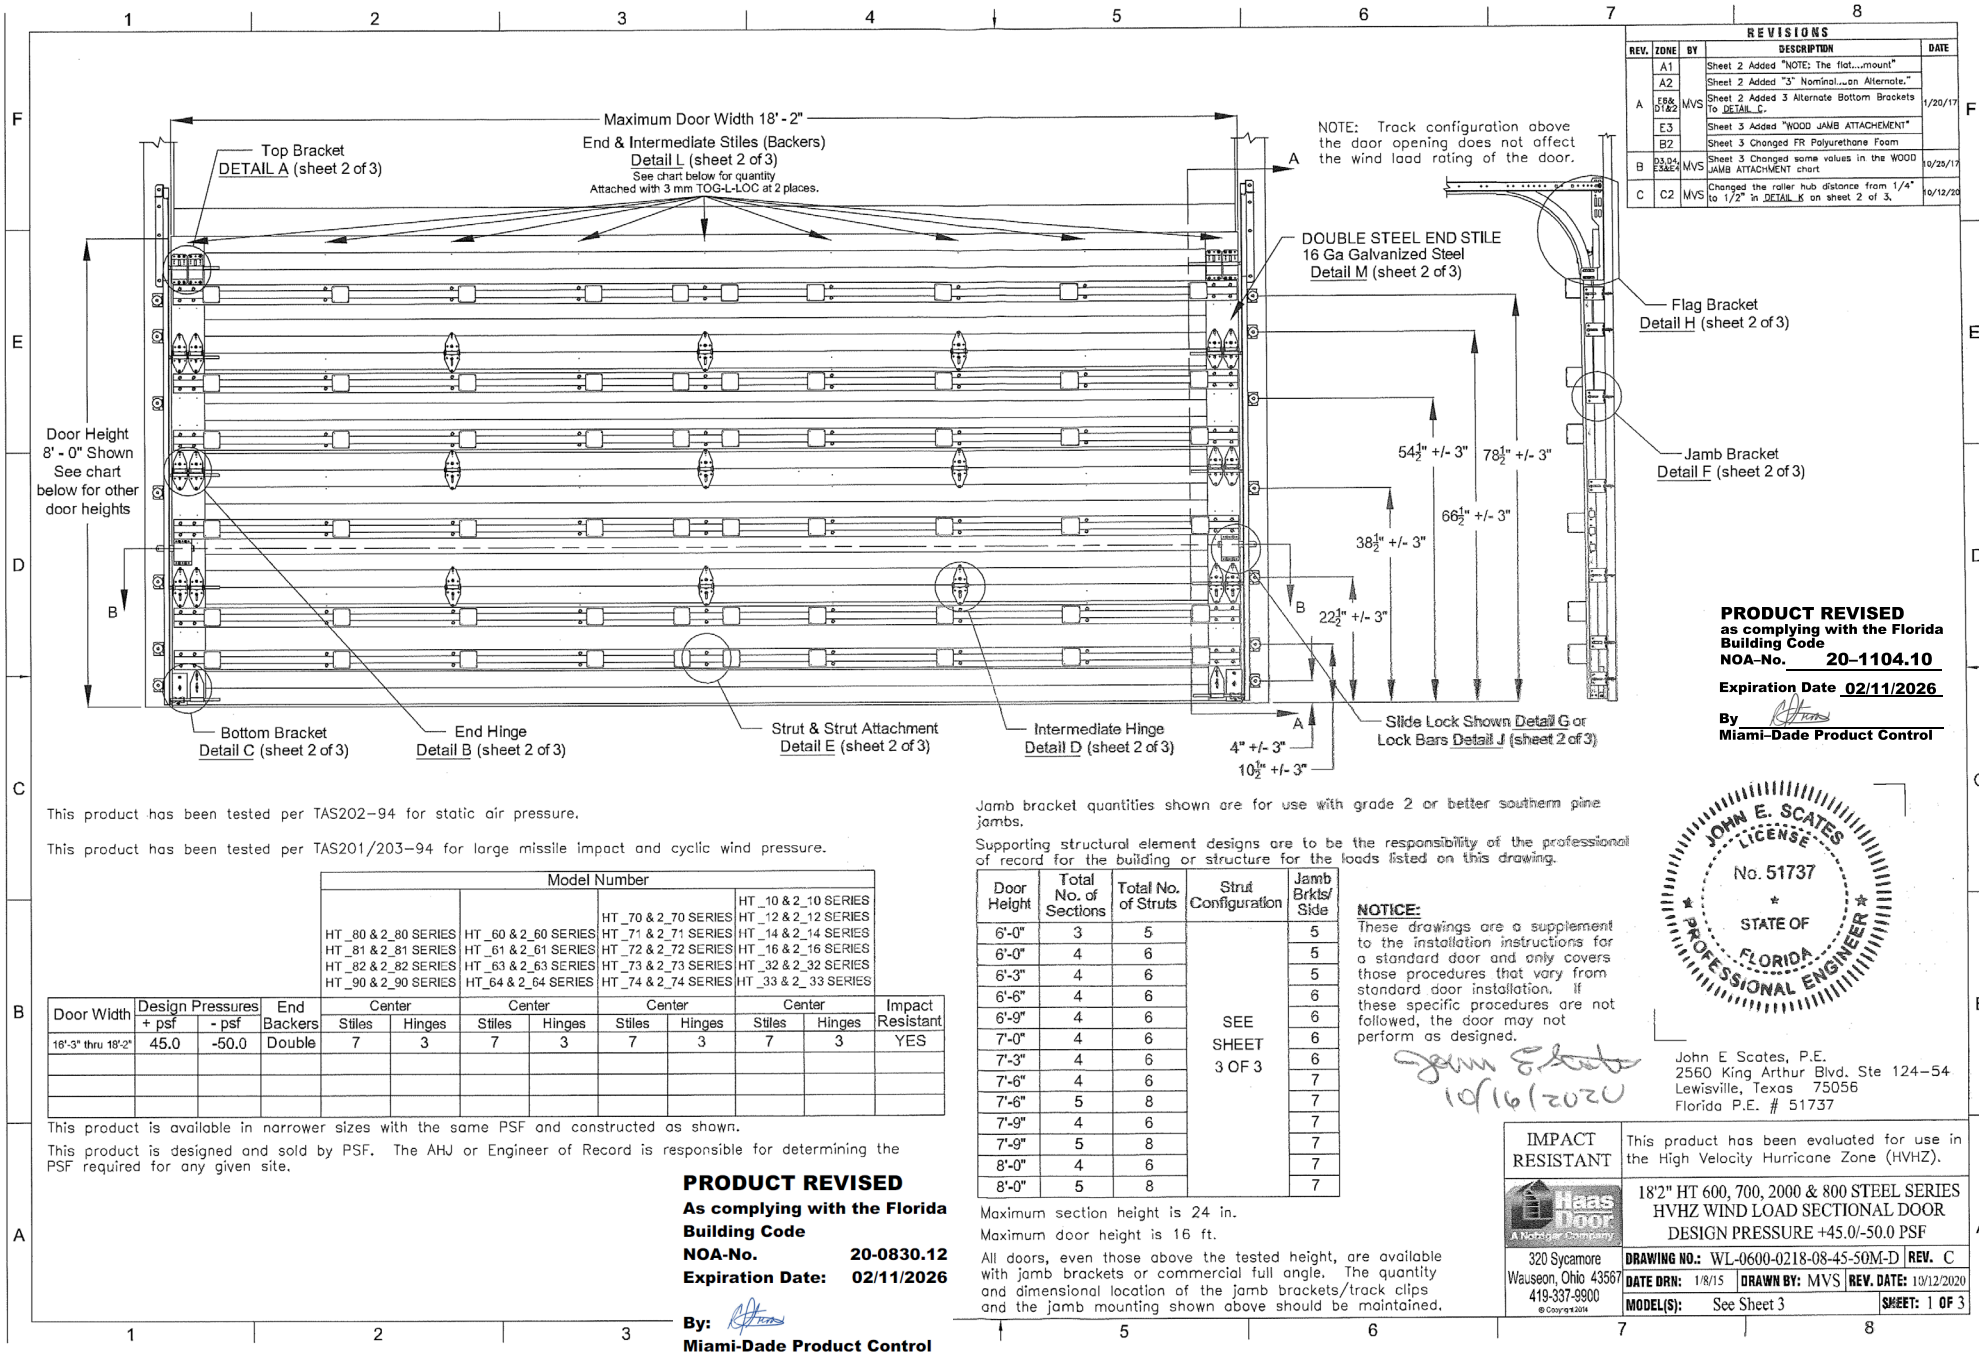 1 2 3 4 5 6 7 8
REVISIONS
REV. ZONE BY DESCRIPTION DATE
A1 Sheet 2 Added "NOTE: The flat....mount"
A2 Sheet 2 Added "3" Nominal....on Alternate."
A E8& D1&2 MVS Sheet 2 Added 3 Alternate Bottom Brackets To DETAIL C. 1/20/17
E3 Sheet 3 Added "WOOD JAMB ATTACHEMENT"
B2 Sheet 3 Changed FR Polyurethane Foam
B D3,D4, E3&E4 MVS Sheet 3 Changed some values in the WOOD JAMB ATTACHMENT chart 10/25/17
C C2 MVS Changed the roller hub distance from 1/4" to 1/2" in DETAIL K on sheet 2 of 3. 10/12/20
F
E
D
C
B
A
F
E
D
Maximum Door Width 18' - 2"
End & Intermediate Stiles (Backers)
Detail L (sheet 2 of 3)
See chart below for quantity
Attached with 3 mm TOG-L-LOC at 2 places.
Top Bracket
DETAIL A (sheet 2 of 3)
NOTE: Track configuration above
the door opening does not affect
the wind load rating of the door.
A
DOUBLE STEEL END STILE
16 Ga Galvanized Steel
Detail M (sheet 2 of 3)
Flag Bracket
Detail H (sheet 2 of 3)
Door Height
8' - 0" Shown
See chart
below for other
door heights
54½" +/- 3"
78½" +/- 3"
Jamb Bracket
Detail F (sheet 2 of 3)
66½" +/- 3"
38½" +/- 3"
B
B
22½" +/- 3"
A
4" +/- 3"
10½" +/- 3"
Bottom Bracket
Detail C (sheet 2 of 3)
End Hinge
Detail B (sheet 2 of 3)
Strut & Strut Attachment
Detail E (sheet 2 of 3)
Intermediate Hinge
Detail D (sheet 2 of 3)
Slide Lock Shown Detail G or
Lock Bars Detail J (sheet 2 of 3)
PRODUCT REVISED
as complying with the Florida
Building Code
NOA–No. 20–1104.10
Expiration Date 02/11/2026
By
Miami–Dade Product Control
This product has been tested per TAS202–94 for static air pressure.
This product has been tested per TAS201/203–94 for large missile impact and cyclic wind pressure.
Model Number
HT _80 & 2_80 SERIES
HT _81 & 2_81 SERIES
HT _82 & 2_82 SERIES
HT _90 & 2_90 SERIES
HT _60 & 2_60 SERIES
HT _61 & 2_61 SERIES
HT _63 & 2_63 SERIES
HT_64 & 2_64 SERIES
HT _70 & 2_70 SERIES
HT _71 & 2_71 SERIES
HT _72 & 2_72 SERIES
HT _73 & 2_73 SERIES
HT _74 & 2_74 SERIES
HT _10 & 2_10 SERIES
HT _12 & 2_12 SERIES
HT _14 & 2_14 SERIES
HT _16 & 2_16 SERIES
HT _32 & 2_32 SERIES
HT _33 & 2_33 SERIES
Door Width Design Pressures End Backers Center Center Center Center Impact Resistant
+ psf - psf Stiles Hinges Stiles Hinges Stiles Hinges Stiles Hinges
16'-3" thru 18'-2" 45.0 -50.0 Double 7 3 7 3 7 3 7 3 YES
This product is available in narrower sizes with the same PSF and constructed as shown.
This product is designed and sold by PSF. The AHJ or Engineer of Record is responsible for determining the
PSF required for any given site.
PRODUCT REVISED
As complying with the Florida
Building Code
NOA-No. 20-0830.12
Expiration Date: 02/11/2026
By:
Miami-Dade Product Control
Jamb bracket quantities shown are for use with grade 2 or better southern pine
jambs.
Supporting structural element designs are to be the responsibility of the professional
of record for the building or structure for the loads listed on this drawing.
Door Height Total No. of Sections Total No. of Struts Strut Configuration Jamb Brkts/ Side
6'-0" 3 5 5
6'-0" 4 6 5
6'-3" 4 6 5
6'-6" 4 6 6
6'-9" 4 6 6
7'-0" 4 6 6
7'-3" 4 6 6
7'-6" 4 6 7
7'-6" 5 8 7
7'-9" 4 6 7
7'-9" 5 8 7
8'-0" 4 6 7
8'-0" 5 8 7
SEE
SHEET
3 OF 3
Maximum section height is 24 in.
Maximum door height is 16 ft.
All doors, even those above the tested height, are available
with jamb brackets or commercial full angle. The quantity
and dimensional location of the jamb brackets/track clips
and the jamb mounting shown above should be maintained.
NOTICE:
These drawings are a supplement
to the installation instructions for
a standard door and only covers
those procedures that vary from
standard door installation. If
these specific procedures are not
followed, the door may not
perform as designed.
John E Scates
10/16/2020
JOHN E. SCATES
LICENSE
No. 51737
*
STATE OF
FLORIDA
PROFESSIONAL ENGINEER
John E Scates, P.E.
2560 King Arthur Blvd. Ste 124–54
Lewisville, Texas 75056
Florida P.E. # 51737
IMPACT
RESISTANT
This product has been evaluated for use in
the High Velocity Hurricane Zone (HVHZ).
Haas
Door
A Nofziger Company
320 Sycamore
Wauseon, Ohio 43567
419-337-9900
© Copyright 2014
18'2" HT 600, 700, 2000 & 800 STEEL SERIES
HVHZ WIND LOAD SECTIONAL DOOR
DESIGN PRESSURE +45.0/-50.0 PSF
DRAWING NO.: WL-0600-0218-08-45-50M-D REV. C
DATE DRN: 1/8/15 DRAWN BY: MVS REV. DATE: 10/12/2020
MODEL(S): See Sheet 3 SHEET: 1 OF 3
1 2 3 5 6 7 8